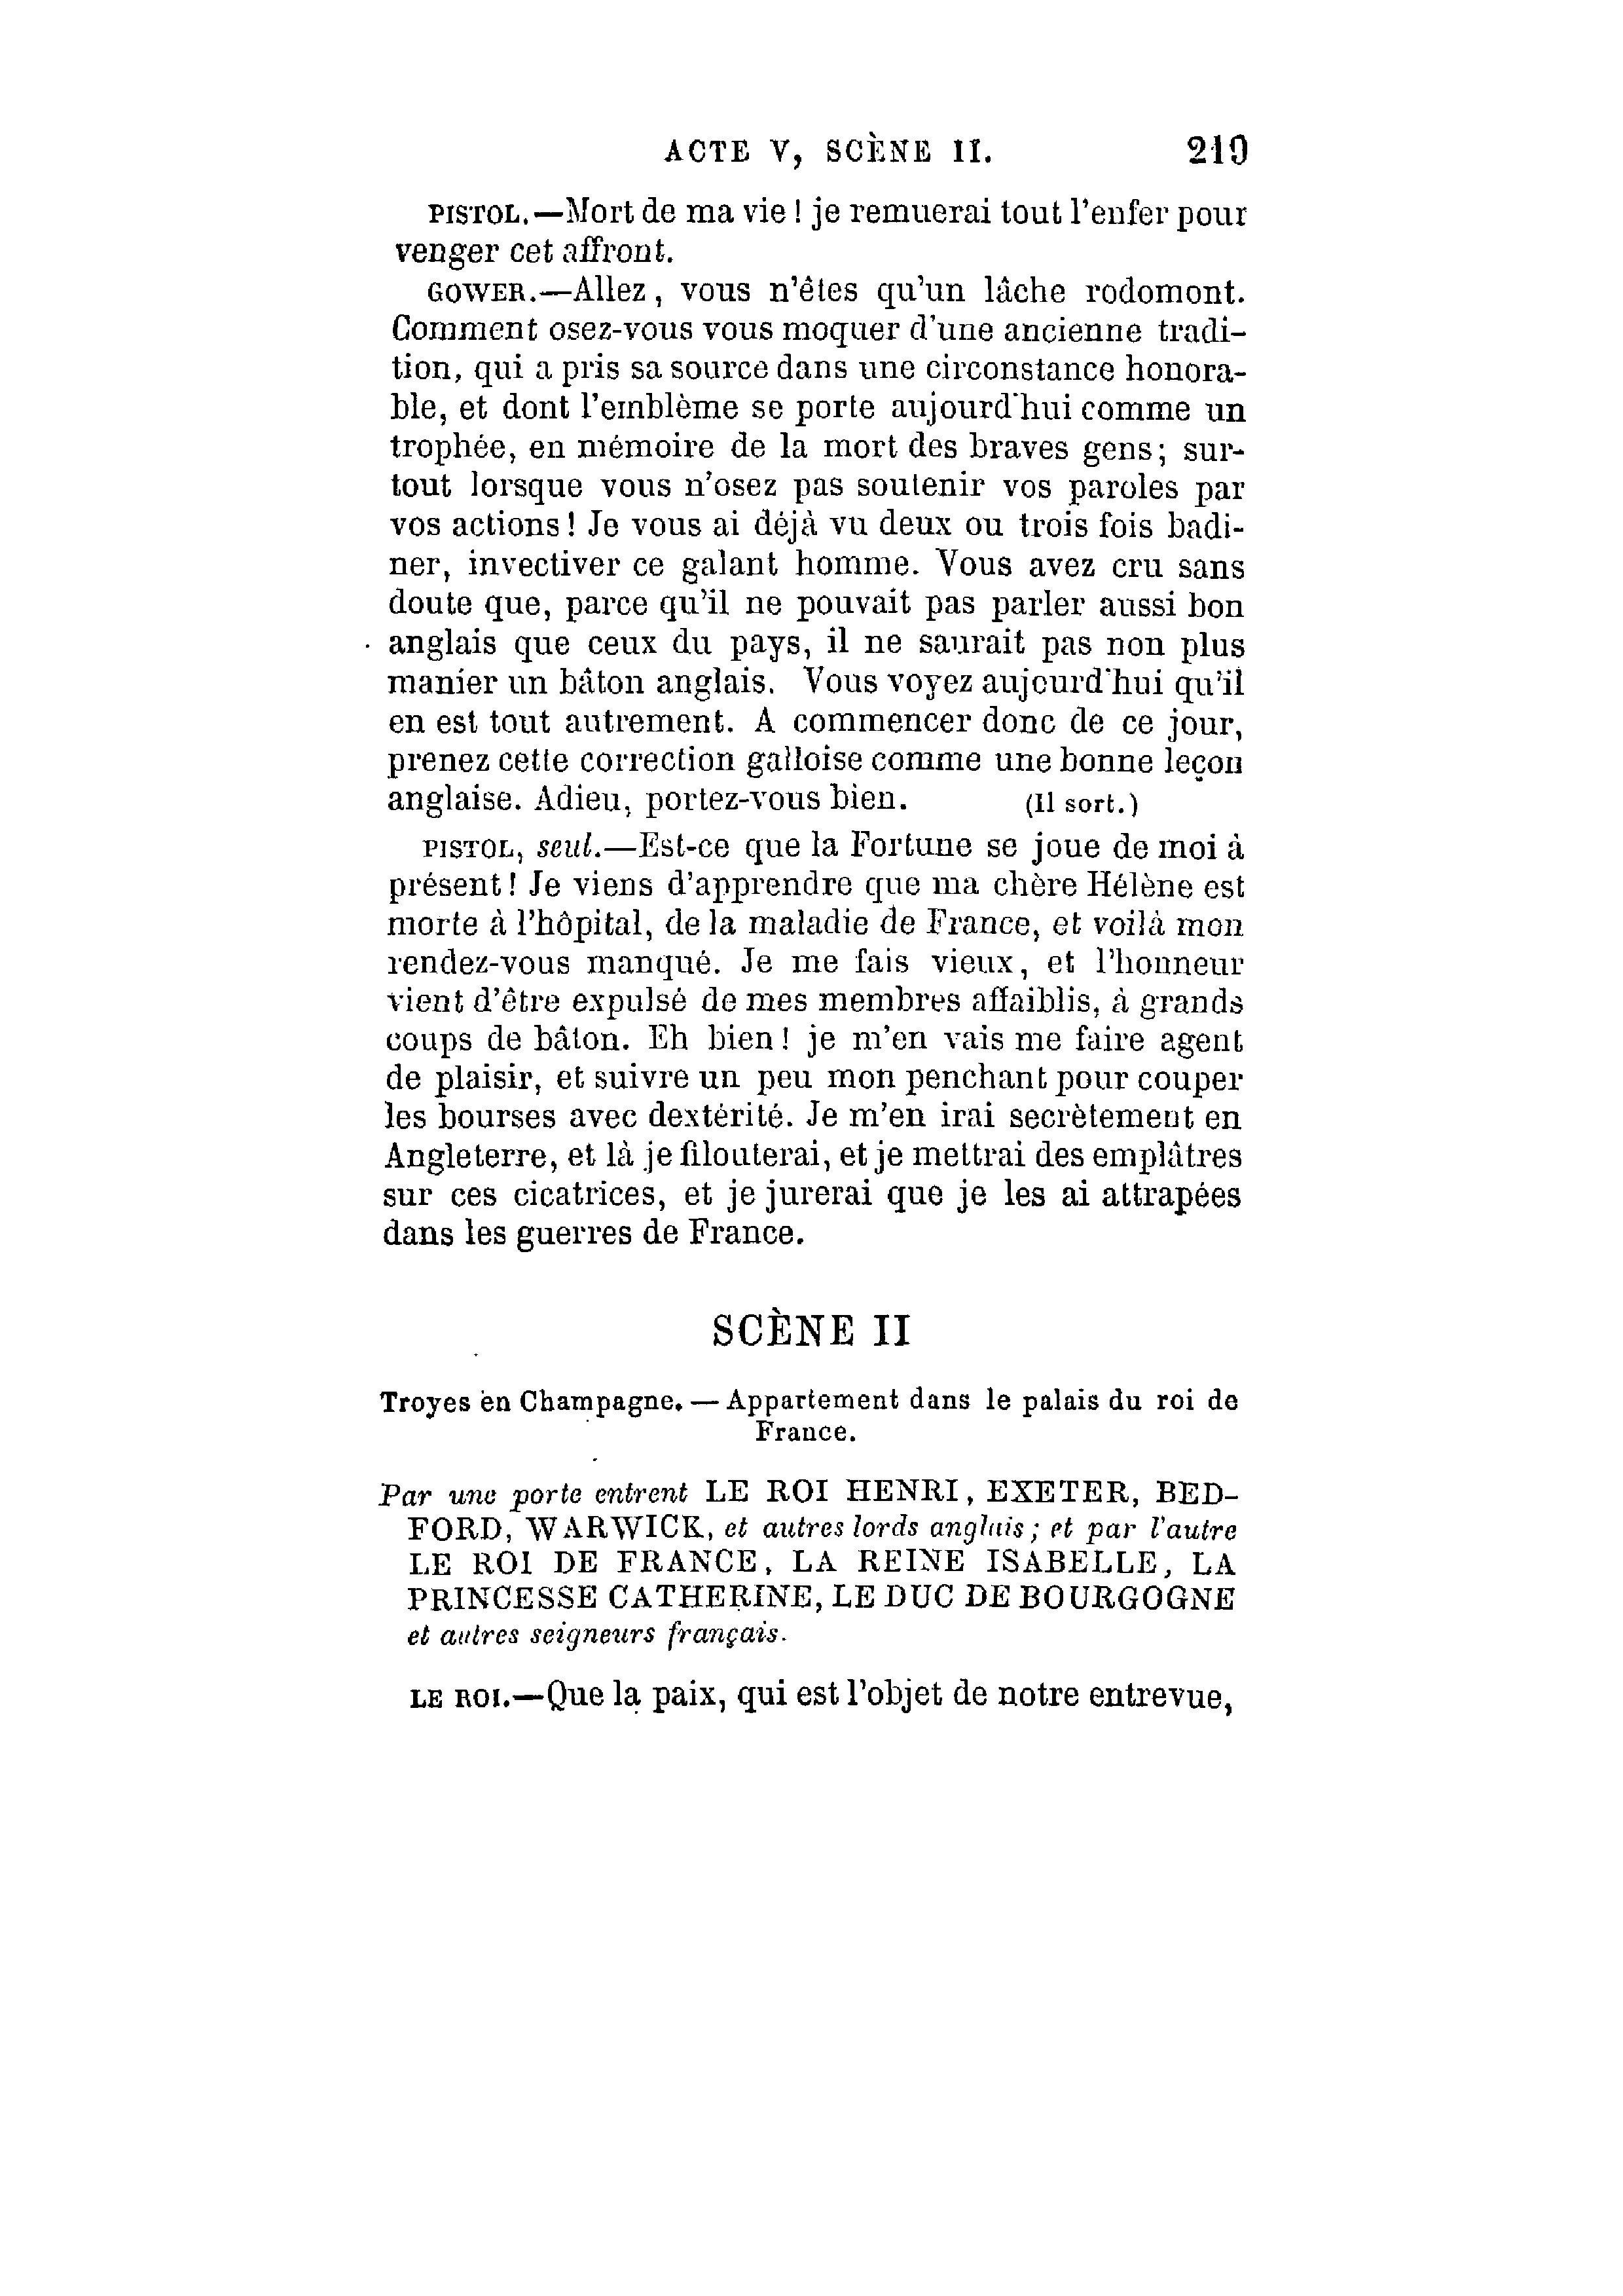 ACTE V, SCÈNE II. 219
PISTOL.—Mort de ma vie ! je remuerai tout l'enfer pour
venger cet affront.
GOWER.—Allez, vous n'êtes qu'un lâche rodomont.
Comment osez-vous vous moquer d'une ancienne tradi-
tion, qui a pris sa source dans une circonstance honora-
ble, et dont l'emblème se porte aujourd'hui comme un
trophée, en mémoire de la mort des braves gens; sur-
tout lorsque vous n'osez pas soutenir vos paroles par
vos actions ! Je vous ai déjà vu deux ou trois fois badi-
ner, invectiver ce galant homme. Vous avez cru sans
doute que, parce qu'il ne pouvait pas parler aussi bon
anglais que ceux du pays, il ne saurait pas non plus
manier un bâton anglais. Vous voyez aujourd'hui qu'il
en est tout autrement. A commencer donc de ce jour,
prenez cette correction galloise comme une bonne leçon
anglaise. Adieu, portez-vous bien. (Il sort.)
PISTOL, seul.—Est-ce que la Fortune se joue de moi à
présent ! Je viens d'apprendre que ma chère Hélène est
morte à l'hôpital, de la maladie de France, et voilà mon
rendez-vous manqué. Je me fais vieux, et l'honneur
vient d'être expulsé de mes membres affaiblis, à grands
coups de bâton. Eh bien ! je m'en vais me faire agent
de plaisir, et suivre un peu mon penchant pour couper
les bourses avec dextérité. Je m'en irai secrètement en
Angleterre, et là je filouterai, et je mettrai des emplâtres
sur ces cicatrices, et je jurerai que je les ai attrapées
dans les guerres de France.
SCÈNE II
Troyes en Champagne. — Appartement dans le palais du roi de
France.
Par une porte entrent LE ROI HENRI, EXETER, BED-
FORD, WARWICK, et autres lords anglais; et par l'autre
LE ROI DE FRANCE, LA REINE ISABELLE, LA
PRINCESSE CATHERINE, LE DUC DE BOURGOGNE
et autres seigneurs français.
LE ROI.—Que la paix, qui est l'objet de notre entrevue,